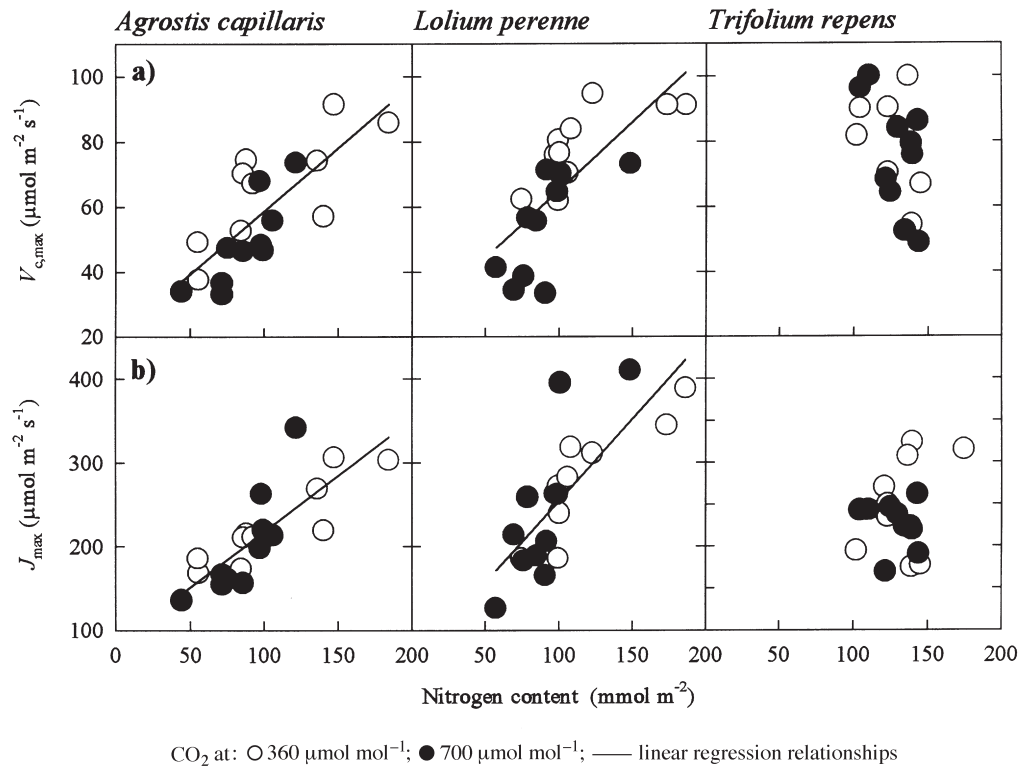 Agrostis capillaris Lolium perenne Trifolium repens
a)
100
80
60
40
20
V c,max (µmol m⁻² s⁻¹)
b)
400
300
200
100
J max (µmol m⁻² s⁻¹)
0 50 100 150 200 50 100 150 200 50 100 150 200
Nitrogen content (mmol m⁻²)
CO₂ at: 360 µmol mol⁻¹; 700 µmol mol⁻¹; linear regression relationships